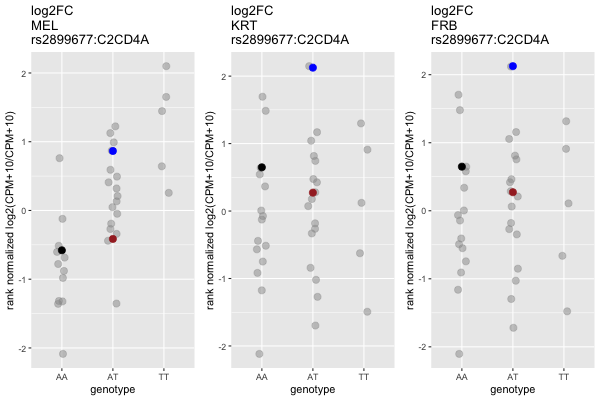 log2FC
MEL
rs2899677:C2CD4A
rank normalized log2(CPM+10/CPM+10)
2
1
0
-1
-2
AA
AT
TT
genotype
log2FC
KRT
rs2899677:C2CD4A
rank normalized log2(CPM+10/CPM+10)
2
1
0
-1
-2
AA
AT
TT
genotype
log2FC
FRB
rs2899677:C2CD4A
rank normalized log2(CPM+10/CPM+10)
2
1
0
-1
-2
AA
AT
TT
genotype